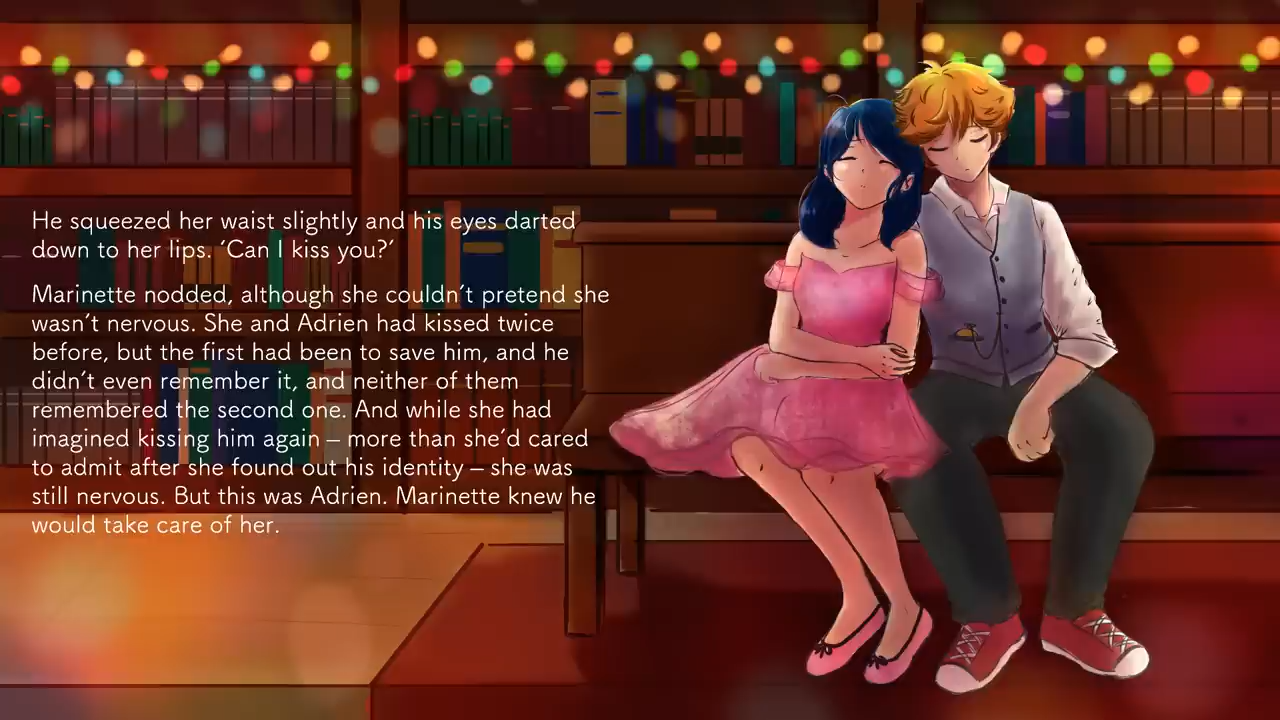 He squeezed her waist slightly and his eyes darted
down to her lips. ‘Can I kiss you?’
Marinette nodded, although she couldn’t pretend she
wasn’t nervous. She and Adrien had kissed twice
before, but the first had been to save him, and he
didn’t even remember it, and neither of them
remembered the second one. And while she had
imagined kissing him again – more than she’d cared
to admit after she found out his identity – she was
still nervous. But this was Adrien. Marinette knew he
would take care of her.